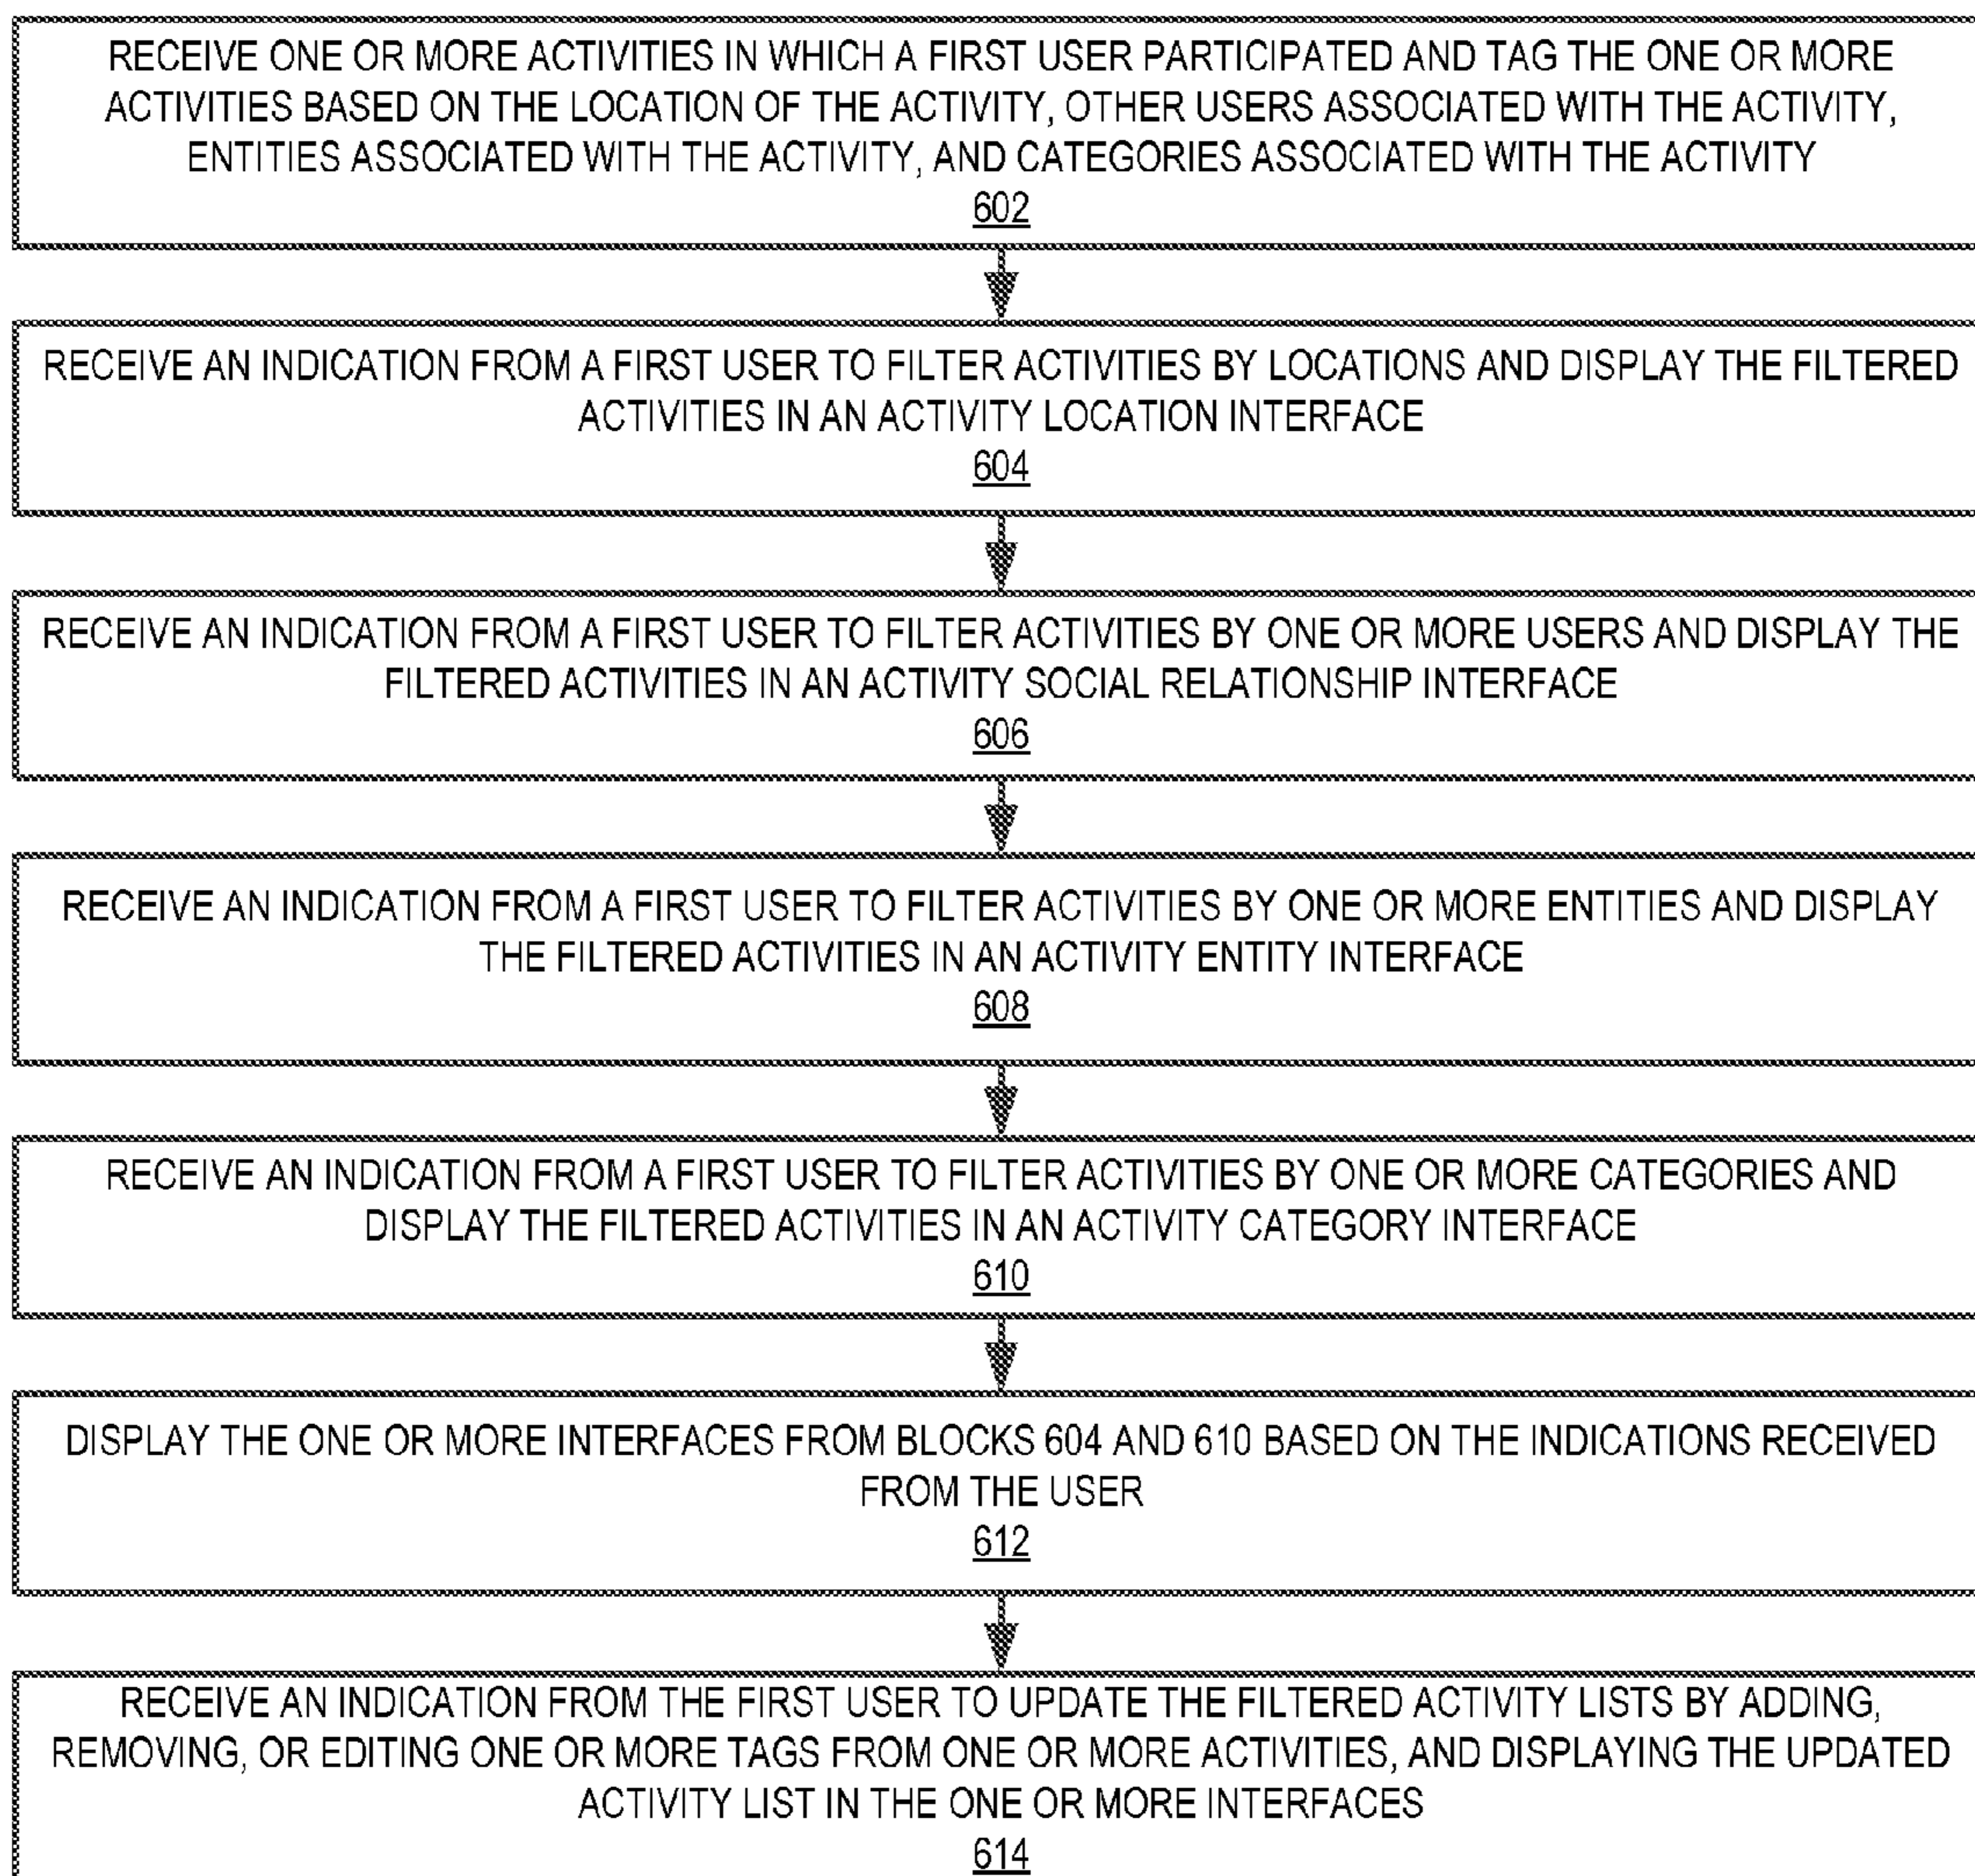 RECEIVE ONE OR MORE ACTIVITIES IN WHICH A FIRST USER PARTICIPATED AND TAG THE ONE OR MORE
ACTIVITIES BASED ON THE LOCATION OF THE ACTIVITY, OTHER USERS ASSOCIATED WITH THE ACTIVITY,
ENTITIES ASSOCIATED WITH THE ACTIVITY, AND CATEGORIES ASSOCIATED WITH THE ACTIVITY
602
RECEIVE AN INDICATION FROM A FIRST USER TO FILTER ACTIVITIES BY LOCATIONS AND DISPLAY THE FILTERED
ACTIVITIES IN AN ACTIVITY LOCATION INTERFACE
604
RECEIVE AN INDICATION FROM A FIRST USER TO FILTER ACTIVITIES BY ONE OR MORE USERS AND DISPLAY THE
FILTERED ACTIVITIES IN AN ACTIVITY SOCIAL RELATIONSHIP INTERFACE
606
RECEIVE AN INDICATION FROM A FIRST USER TO FILTER ACTIVITIES BY ONE OR MORE ENTITIES AND DISPLAY
THE FILTERED ACTIVITIES IN AN ACTIVITY ENTITY INTERFACE
608
RECEIVE AN INDICATION FROM A FIRST USER TO FILTER ACTIVITIES BY ONE OR MORE CATEGORIES AND
DISPLAY THE FILTERED ACTIVITIES IN AN ACTIVITY CATEGORY INTERFACE
610
DISPLAY THE ONE OR MORE INTERFACES FROM BLOCKS 604 AND 610 BASED ON THE INDICATIONS RECEIVED
FROM THE USER
612
RECEIVE AN INDICATION FROM THE FIRST USER TO UPDATE THE FILTERED ACTIVITY LISTS BY ADDING,
REMOVING, OR EDITING ONE OR MORE TAGS FROM ONE OR MORE ACTIVITIES, AND DISPLAYING THE UPDATED
ACTIVITY LIST IN THE ONE OR MORE INTERFACES
614